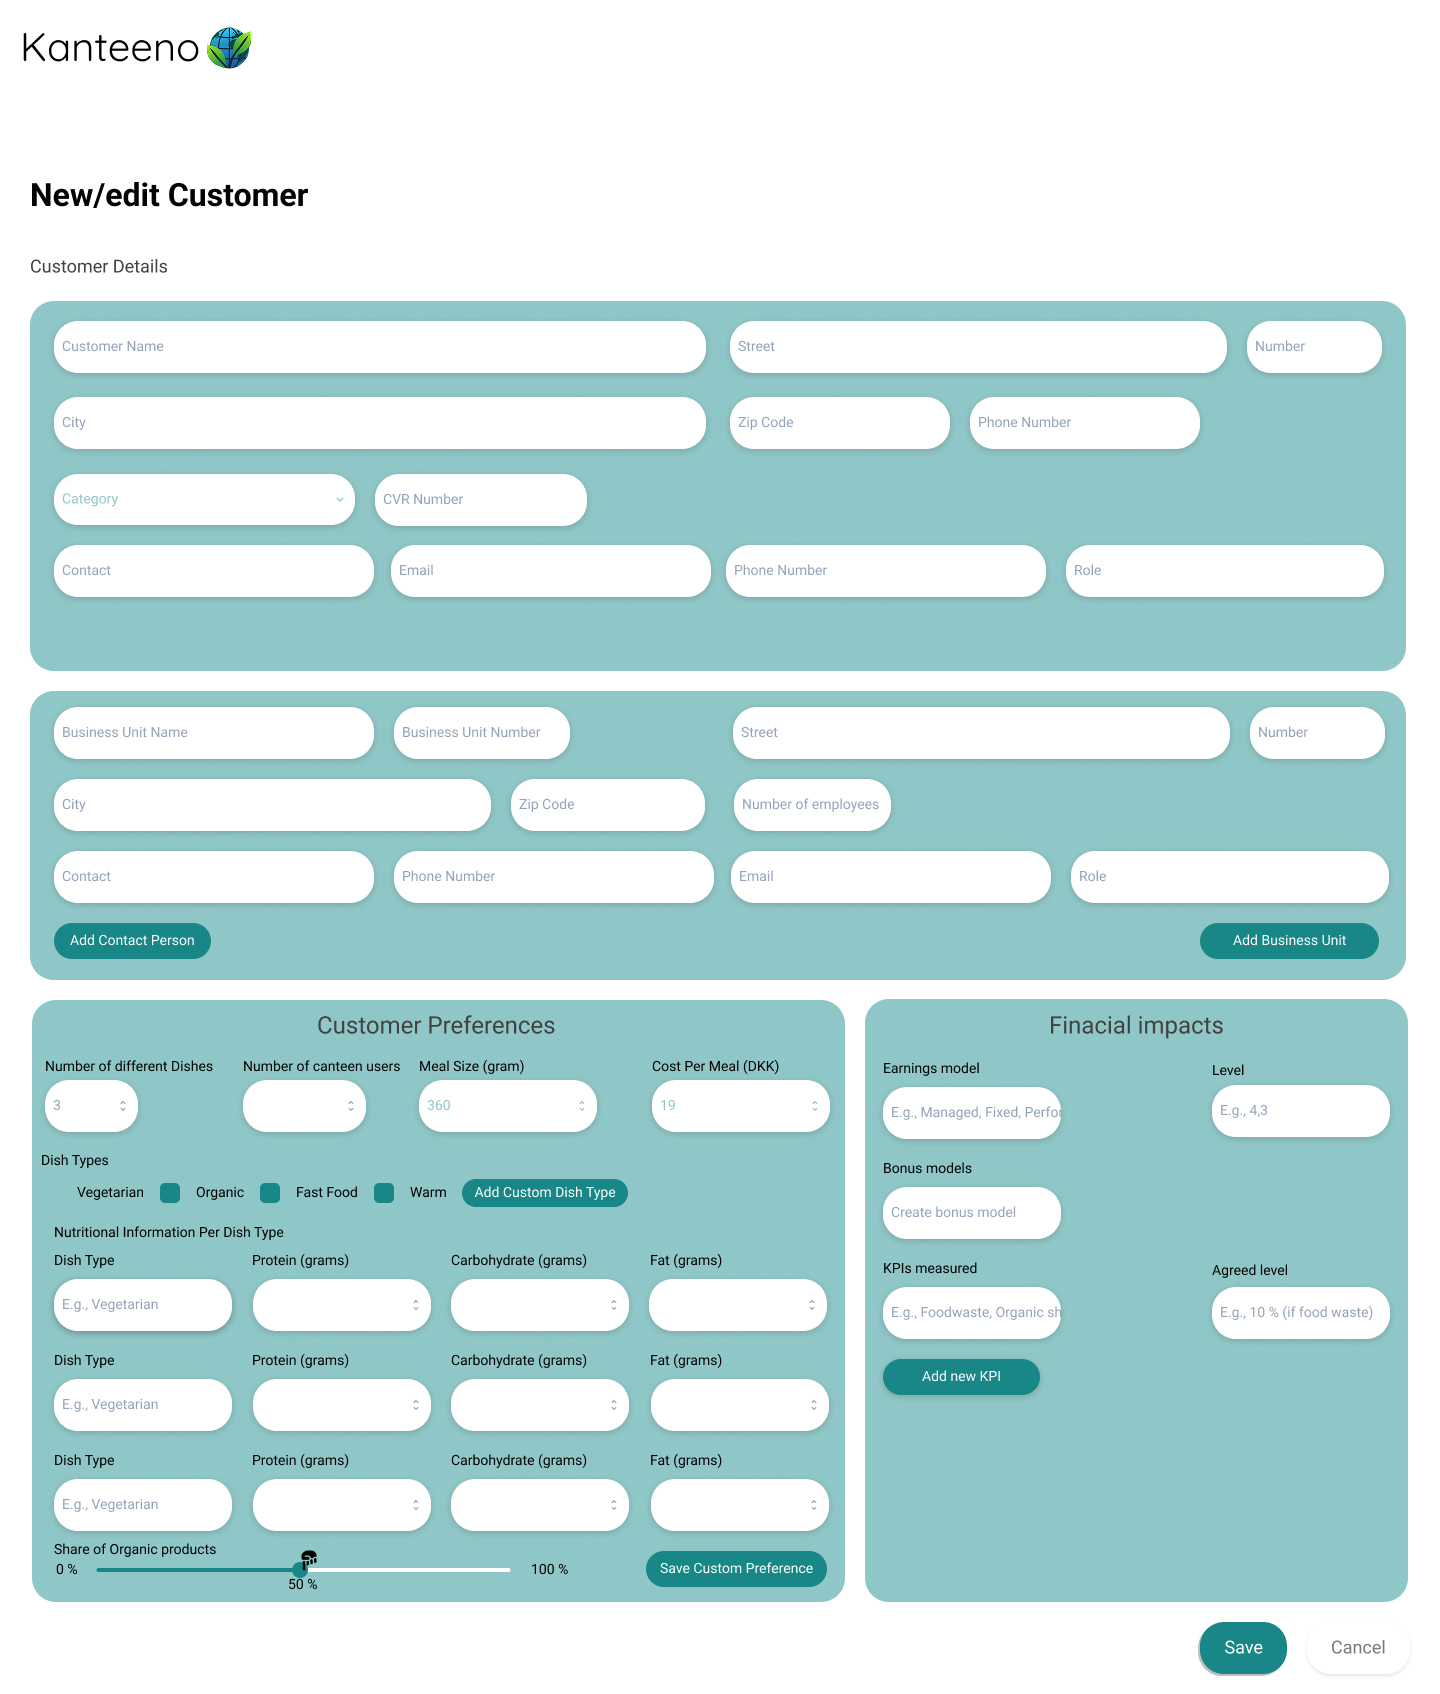 Kanteeno
New/edit Customer
Customer Details
Customer Name
Street
Number
City
Zip Code
Phone Number
Category
CVR Number
Contact
Email
Phone Number
Role
Business Unit Name
Business Unit Number
Street
Number
City
Zip Code
Number of employees
Contact
Phone Number
Email
Role
Add Contact Person
Add Business Unit
Customer Preferences
Number of different Dishes
Number of canteen users
Meal Size (gram)
Cost Per Meal (DKK)
3
360
19
Dish Types
Vegetarian
Organic
Fast Food
Warm
Add Custom Dish Type
Nutritional Information Per Dish Type
Dish Type
Protein (grams)
Carbohydrate (grams)
Fat (grams)
E.g., Vegetarian
Dish Type
Protein (grams)
Carbohydrate (grams)
Fat (grams)
E.g., Vegetarian
Dish Type
Protein (grams)
Carbohydrate (grams)
Fat (grams)
E.g., Vegetarian
Share of Organic products
0 %
100 %
50 %
Save Custom Preference
Finacial impacts
Earnings model
Level
E.g., Managed, Fixed, Perfor
E.g., 4,3
Bonus models
Create bonus model
KPIs measured
Agreed level
E.g., Foodwaste, Organic sh
E.g., 10 % (if food waste)
Add new KPI
Save
Cancel